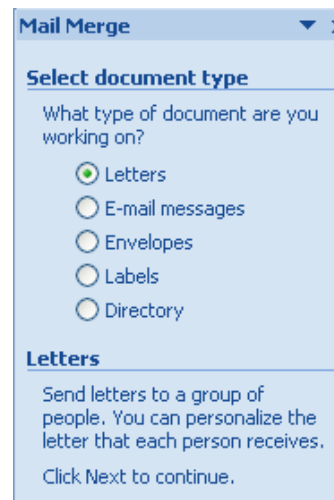 Mail Merge
Select document type
What type of document are you
working on?
Letters
E-mail messages
Envelopes
Labels
Directory
Letters
Send letters to a group of
people. You can personalize the
letter that each person receives.
Click Next to continue.